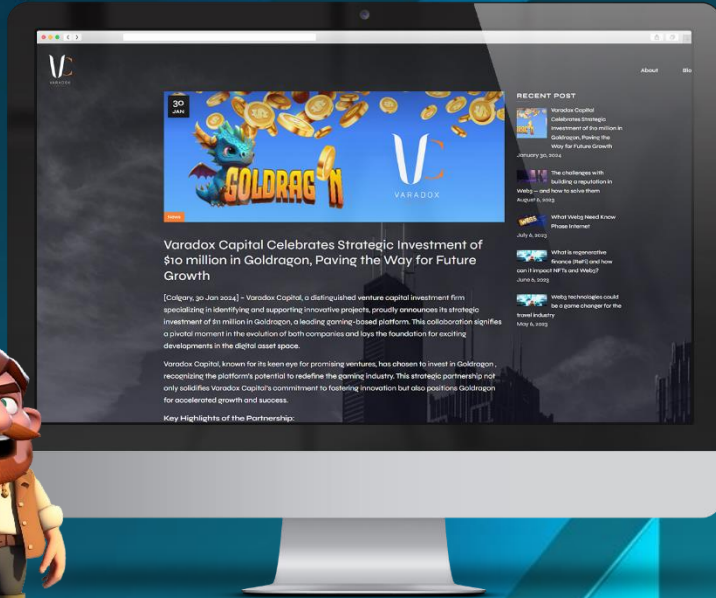 VARADOX
About
Blo
30
JAN
GOLDRAGON
VARADOX
News
Varadox Capital Celebrates Strategic Investment of
$10 million in Goldragon, Paving the Way for Future
Growth
[Calgary, 30 Jan 2024] – Varadox Capital, a distinguished venture capital investment firm
specializing in identifying and supporting innovative projects, proudly announces its strategic
investment of $m million in Goldragon, a leading gaming-based platform. This collaboration signifies
a pivotal moment in the evolution of both companies and lays the foundation for exciting
developments in the digital asset space.
Varadox Capital, known for its keen eye for promising ventures, has chosen to invest in Goldragon ,
recognizing the platform's potential to redefine the gaming industry. This strategic partnership not
only solidifies Varadox Capital's commitment to fostering innovation but also positions Goldragon
for accelerated growth and success.
Key Highlights of the Partnership:
RECENT POST
Varadox Capital
Celebrates Strategic
Investment of $10 million in
Goldragon, Paving the
Way for Future Growth
January 30, 2024
The challenges with
building a reputation in
Web3 — and how to solve them
August 6, 2023
What Web3 Need Know
Phase Internet
July 6, 2023
What is regenerative
finance (ReFi) and how
can it impact NFTs and Web3?
June 6, 2023
Web3 technologies could
be a game changer for the
travel industry
May 6, 2023